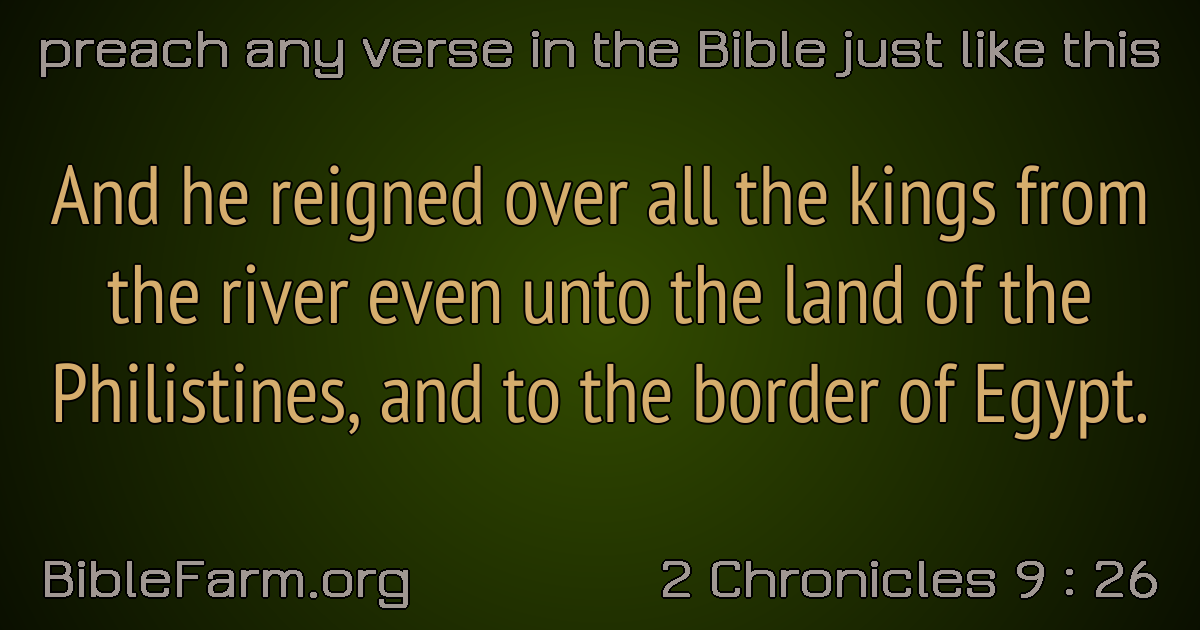 preach any verse in the Bible just like this
And he reigned over all the kings from
the river even unto the land of the
Philistines, and to the border of Egypt.
BibleFarm.org
2 Chronicles 9 : 26